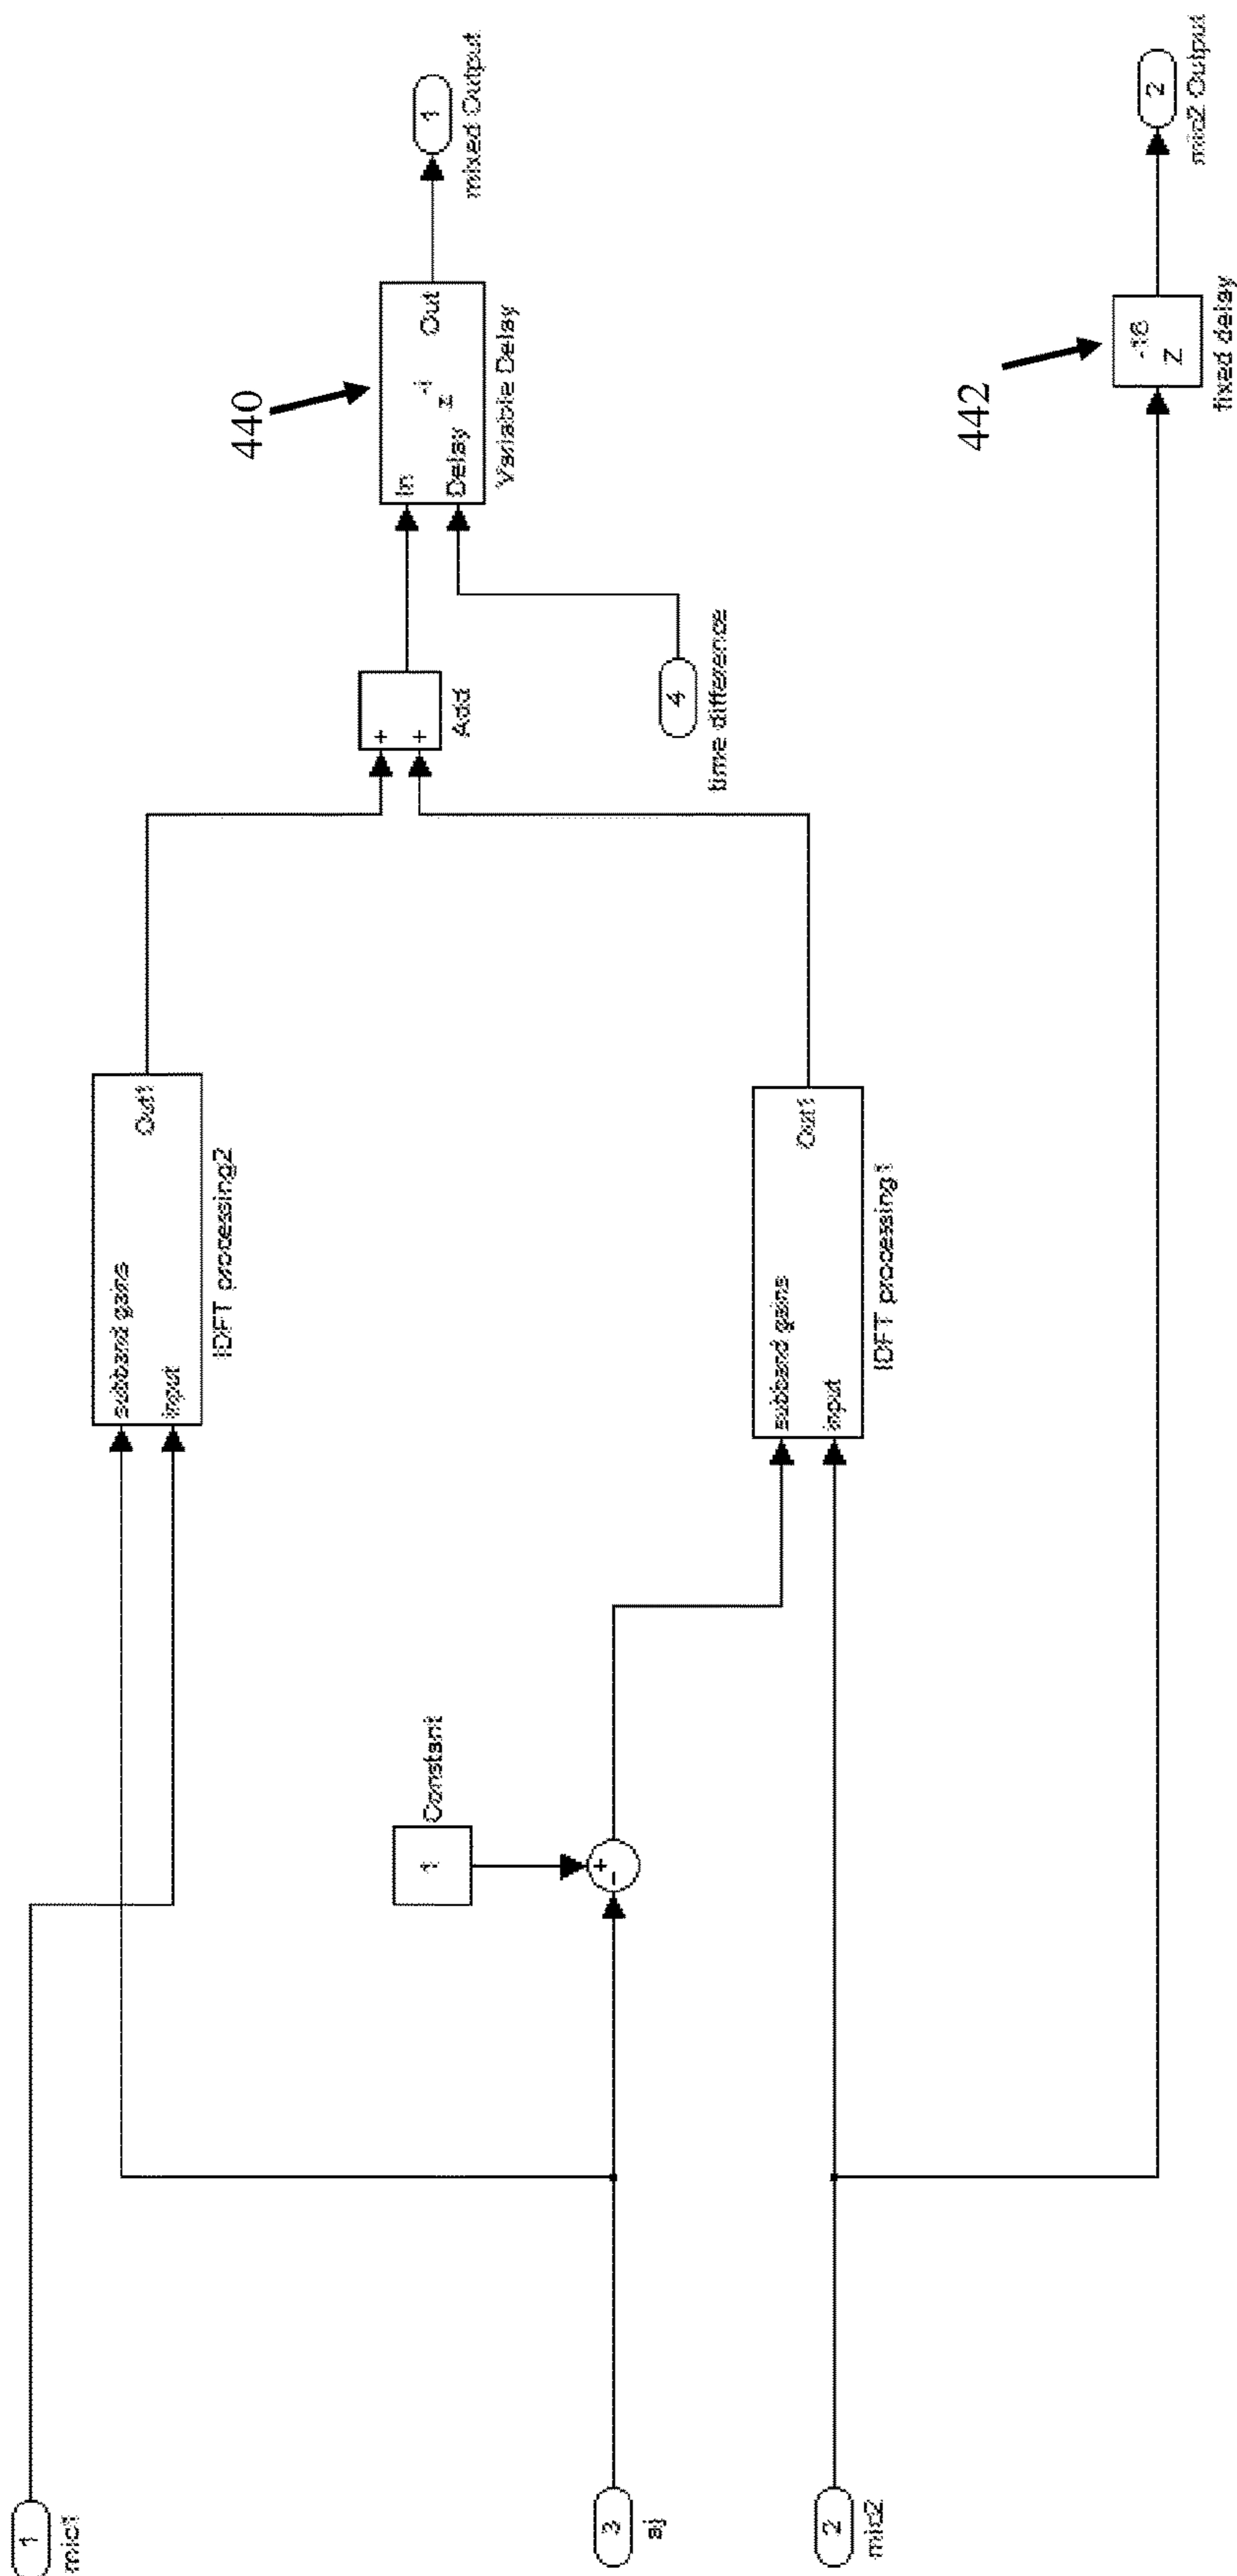 1
mic1
3
aj
2
mic2
1
Constant
+
-
subband gains
input
Out1
IDFT processing2
subband gains
input
Out1
IDFT processing1
+
+
Add
4
time difference
440
In
Delay
z
-i
Out
Variable Delay
1
mixed Output
442
-16
z
fixed delay
2
mic2 Output